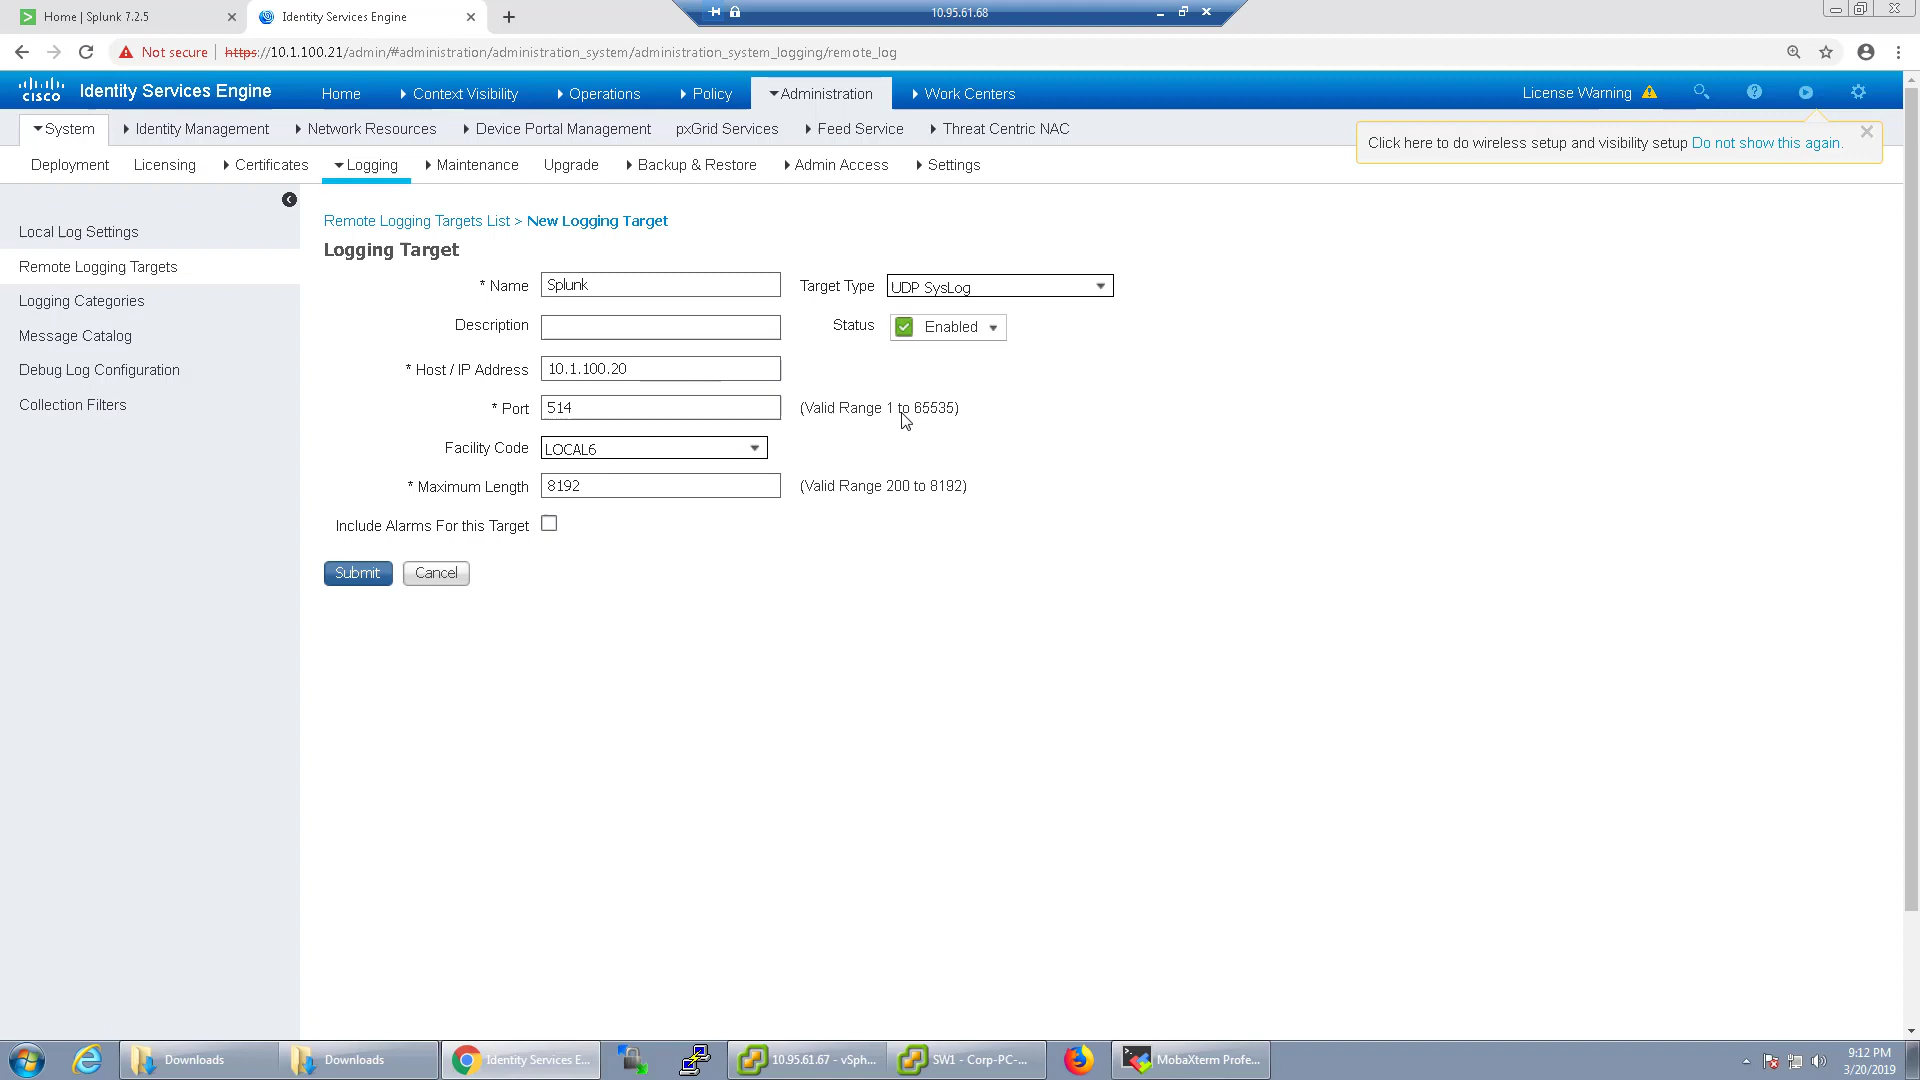 Home | Splunk 7.2.5
Identity Services Engine
10.95.61.68
Not secure
https://10.1.100.21/admin/#administration/administration_system/administration_system_logging/remote_log
cisco
Identity Services Engine
Home
Context Visibility
Operations
Policy
Administration
Work Centers
License Warning
System
Identity Management
Network Resources
Device Portal Management
pxGrid Services
Feed Service
Threat Centric NAC
Click here to do wireless setup and visibility setup Do not show this again.
Deployment
Licensing
Certificates
Logging
Maintenance
Upgrade
Backup & Restore
Admin Access
Settings
Local Log Settings
Remote Logging Targets
Logging Categories
Message Catalog
Debug Log Configuration
Collection Filters
Remote Logging Targets List > New Logging Target
Logging Target
* Name
Splunk
Target Type
UDP SysLog
Description
Status
Enabled
* Host / IP Address
10.1.100.20
* Port
514
(Valid Range 1 to 65535)
Facility Code
LOCAL6
* Maximum Length
8192
(Valid Range 200 to 8192)
Include Alarms For this Target
Submit
Cancel
Downloads
Downloads
Identity Services E...
10.95.61.67 - vSph...
SW1 - Corp-PC-...
MobaXterm Profe...
9:12 PM
3/20/2019